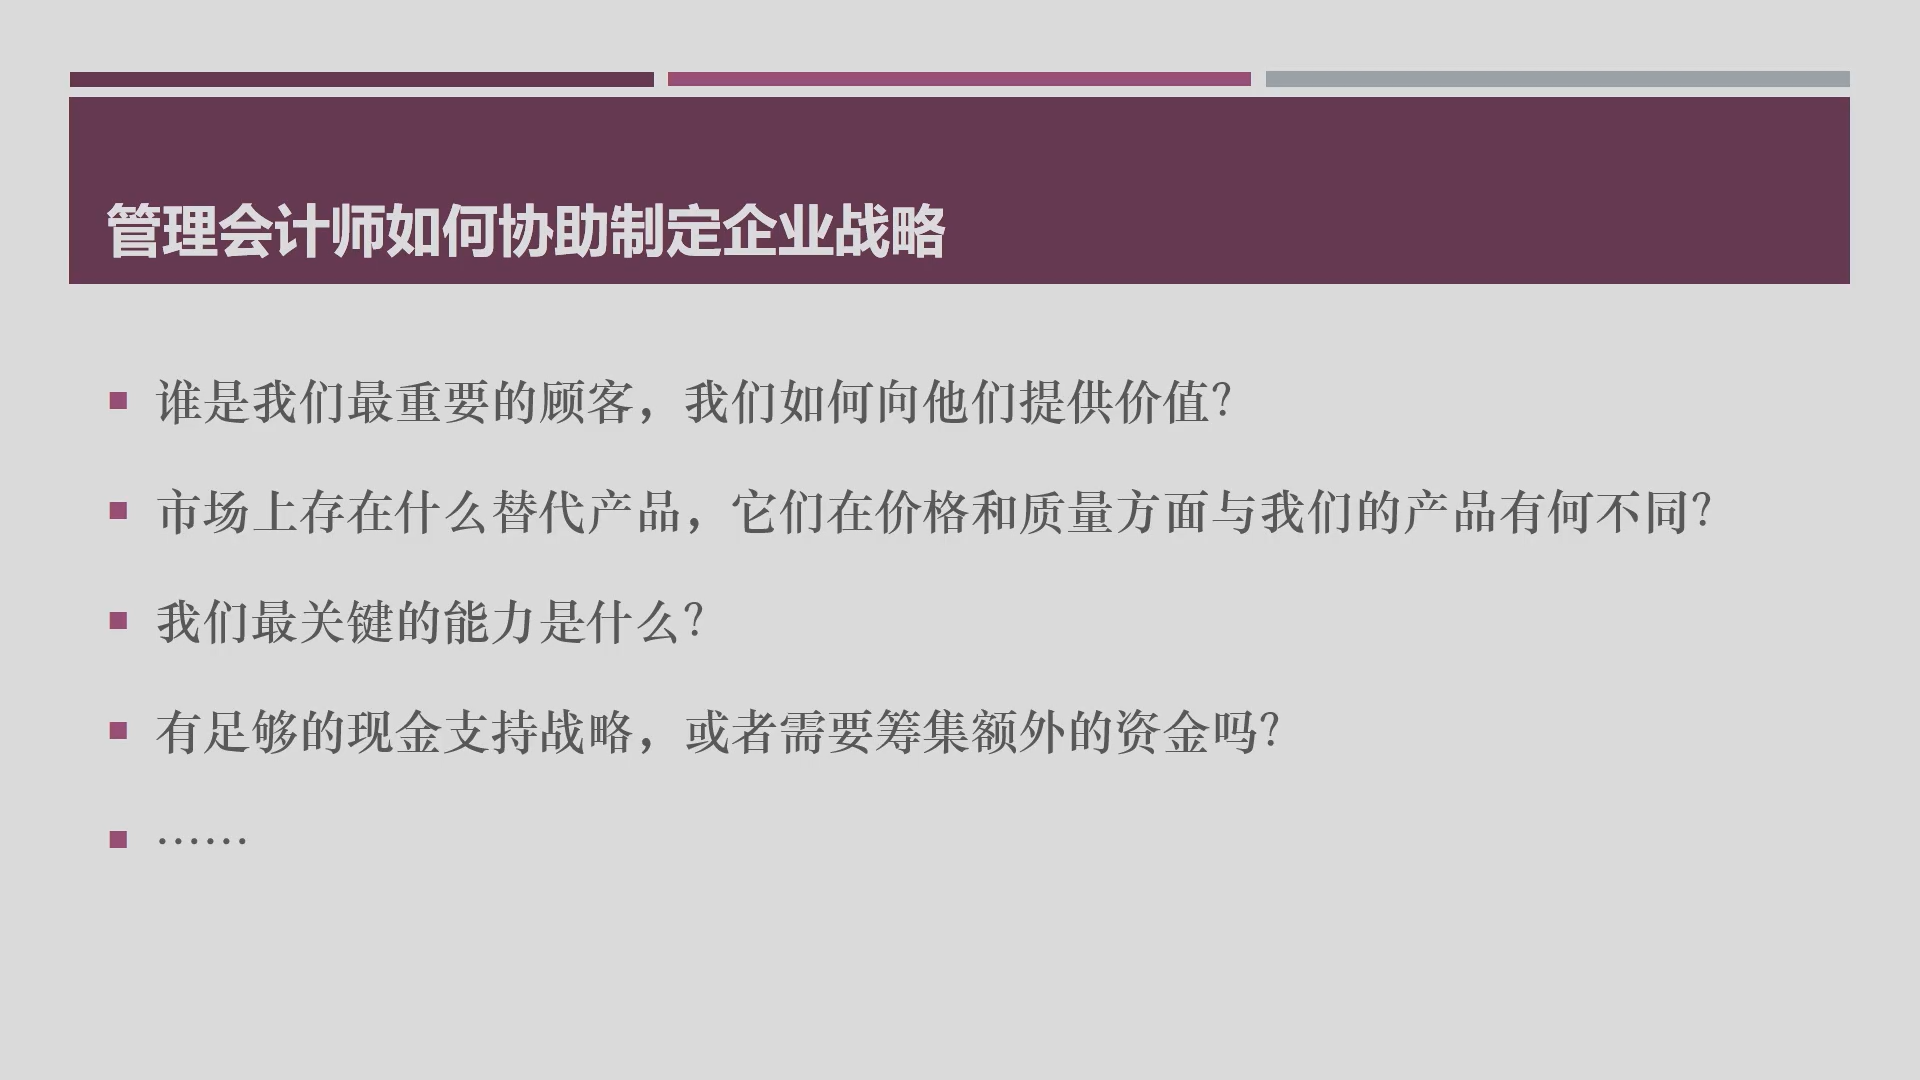 管理会计师如何协助制定企业战略
谁是我们最重要的顾客，我们如何向他们提供价值？
市场上存在什么替代产品，它们在价格和质量方面与我们的产品有何不同？
我们最关键的能力是什么？
有足够的现金支持战略，或者需要筹集额外的资金吗？
……